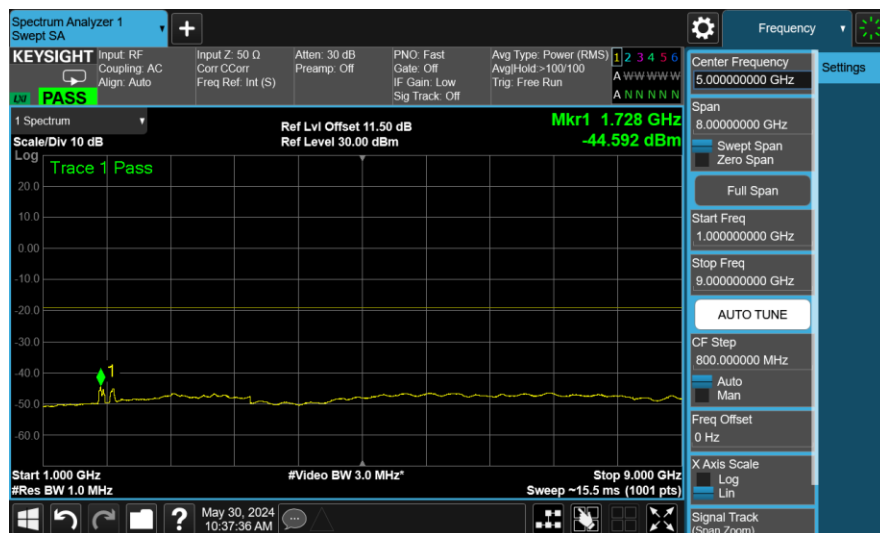 Spectrum Analyzer 1
Swept SA
+
Frequency
KEYSIGHT
Input: RF
Coupling: AC
Align: Auto
Input Z: 50 Ω
Corr CCorr
Freq Ref: Int (S)
Atten: 30 dB
Preamp: Off
PNO: Fast
Gate: Off
IF Gain: Low
Sig Track: Off
Avg Type: Power (RMS)
Avg|Hold:>100/100
Trig: Free Run
1 2 3 4 5 6
A W W W W W
A N N N N N
LXI
PASS
1 Spectrum
Scale/Div 10 dB
Ref Lvl Offset 11.50 dB
Ref Level 30.00 dBm
Mkr1 1.728 GHz
-44.592 dBm
Log
Trace 1 Pass
20.0
10.0
0.00
-10.0
-20.0
-30.0
-40.0
-50.0
-60.0
1
Start 1.000 GHz
#Res BW 1.0 MHz
#Video BW 3.0 MHz*
Stop 9.000 GHz
Sweep ~15.5 ms (1001 pts)
?
May 30, 2024
10:37:36 AM
Center Frequency
5.000000000 GHz
Settings
Span
8.00000000 GHz
Swept Span
Zero Span
Full Span
Start Freq
1.000000000 GHz
Stop Freq
9.000000000 GHz
AUTO TUNE
CF Step
800.000000 MHz
Auto
Man
Freq Offset
0 Hz
X Axis Scale
Log
Lin
Signal Track
(Span Zoom)